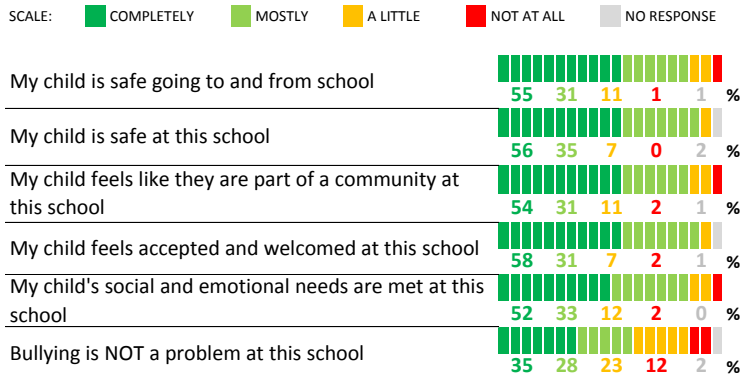 SCALE: COMPLETELY MOSTLY A LITTLE NOT AT ALL NO RESPONSE
My child is safe going to and from school
55 31 11 1 1 %
My child is safe at this school
56 35 7 0 2 %
My child feels like they are part of a community at
this school
54 31 11 2 1 %
My child feels accepted and welcomed at this school
58 31 7 2 1 %
My child's social and emotional needs are met at this
school
52 33 12 2 0 %
Bullying is NOT a problem at this school
35 28 23 12 2 %